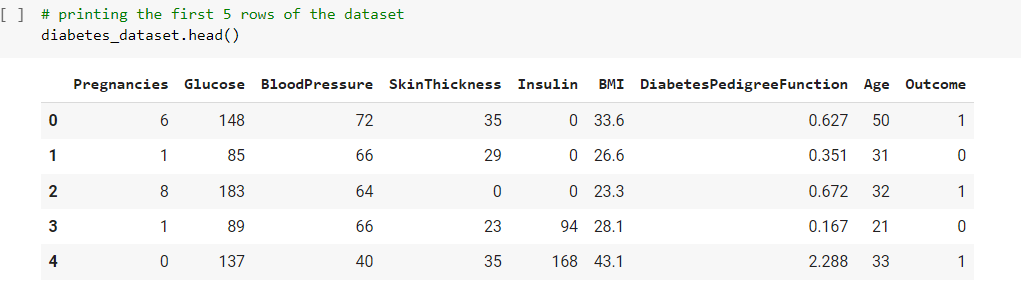 [ ] # printing the first 5 rows of the dataset
diabetes_dataset.head()
Pregnancies Glucose BloodPressure SkinThickness Insulin BMI DiabetesPedigreeFunction Age Outcome
0 6 148 72 35 0 33.6 0.627 50 1
1 1 85 66 29 0 26.6 0.351 31 0
2 8 183 64 0 0 23.3 0.672 32 1
3 1 89 66 23 94 28.1 0.167 21 0
4 0 137 40 35 168 43.1 2.288 33 1